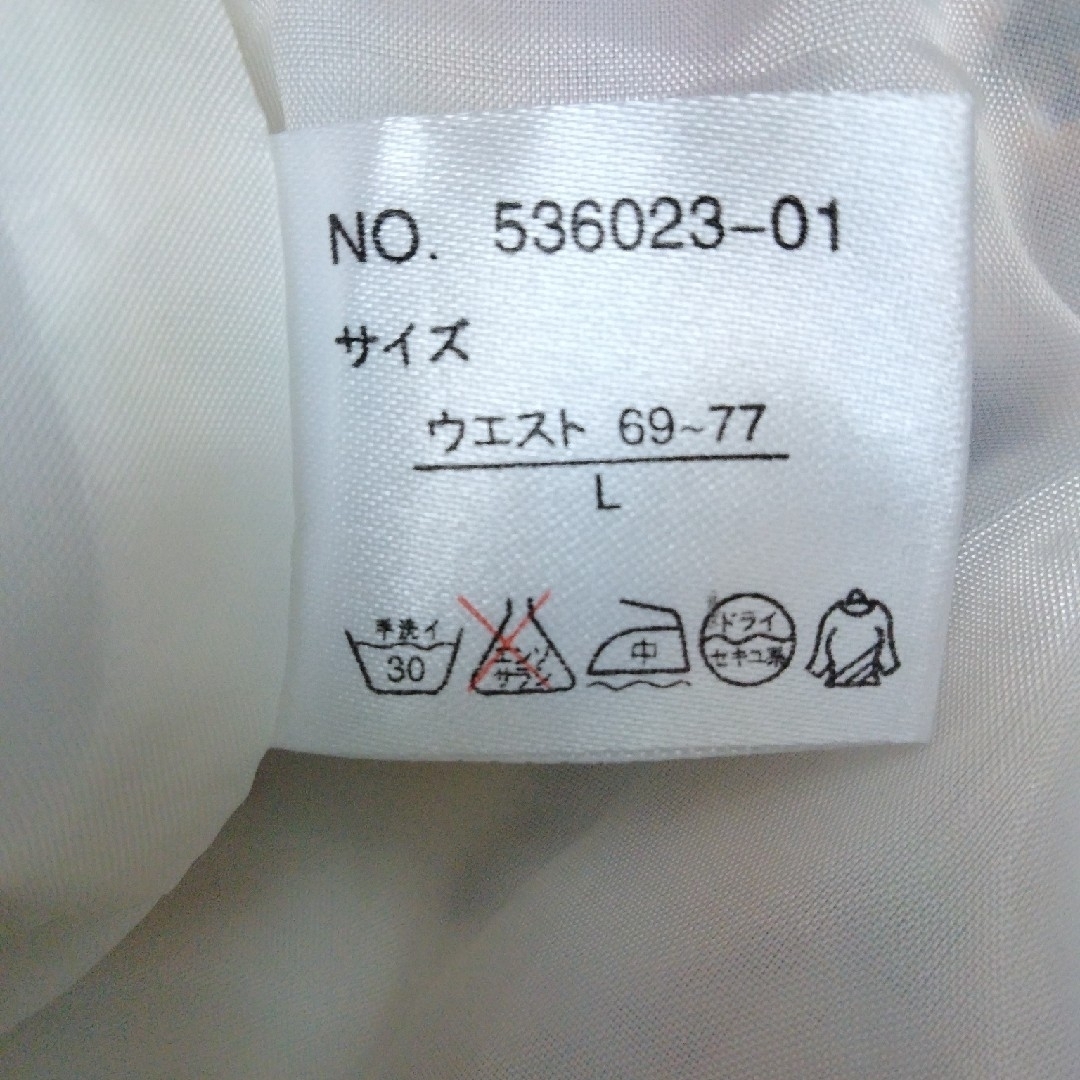 NO. 536023-01
サイズ
ウエスト 69~77
L
手洗イ
30
エンソ
サラシ
中
ドライ
セキユ系